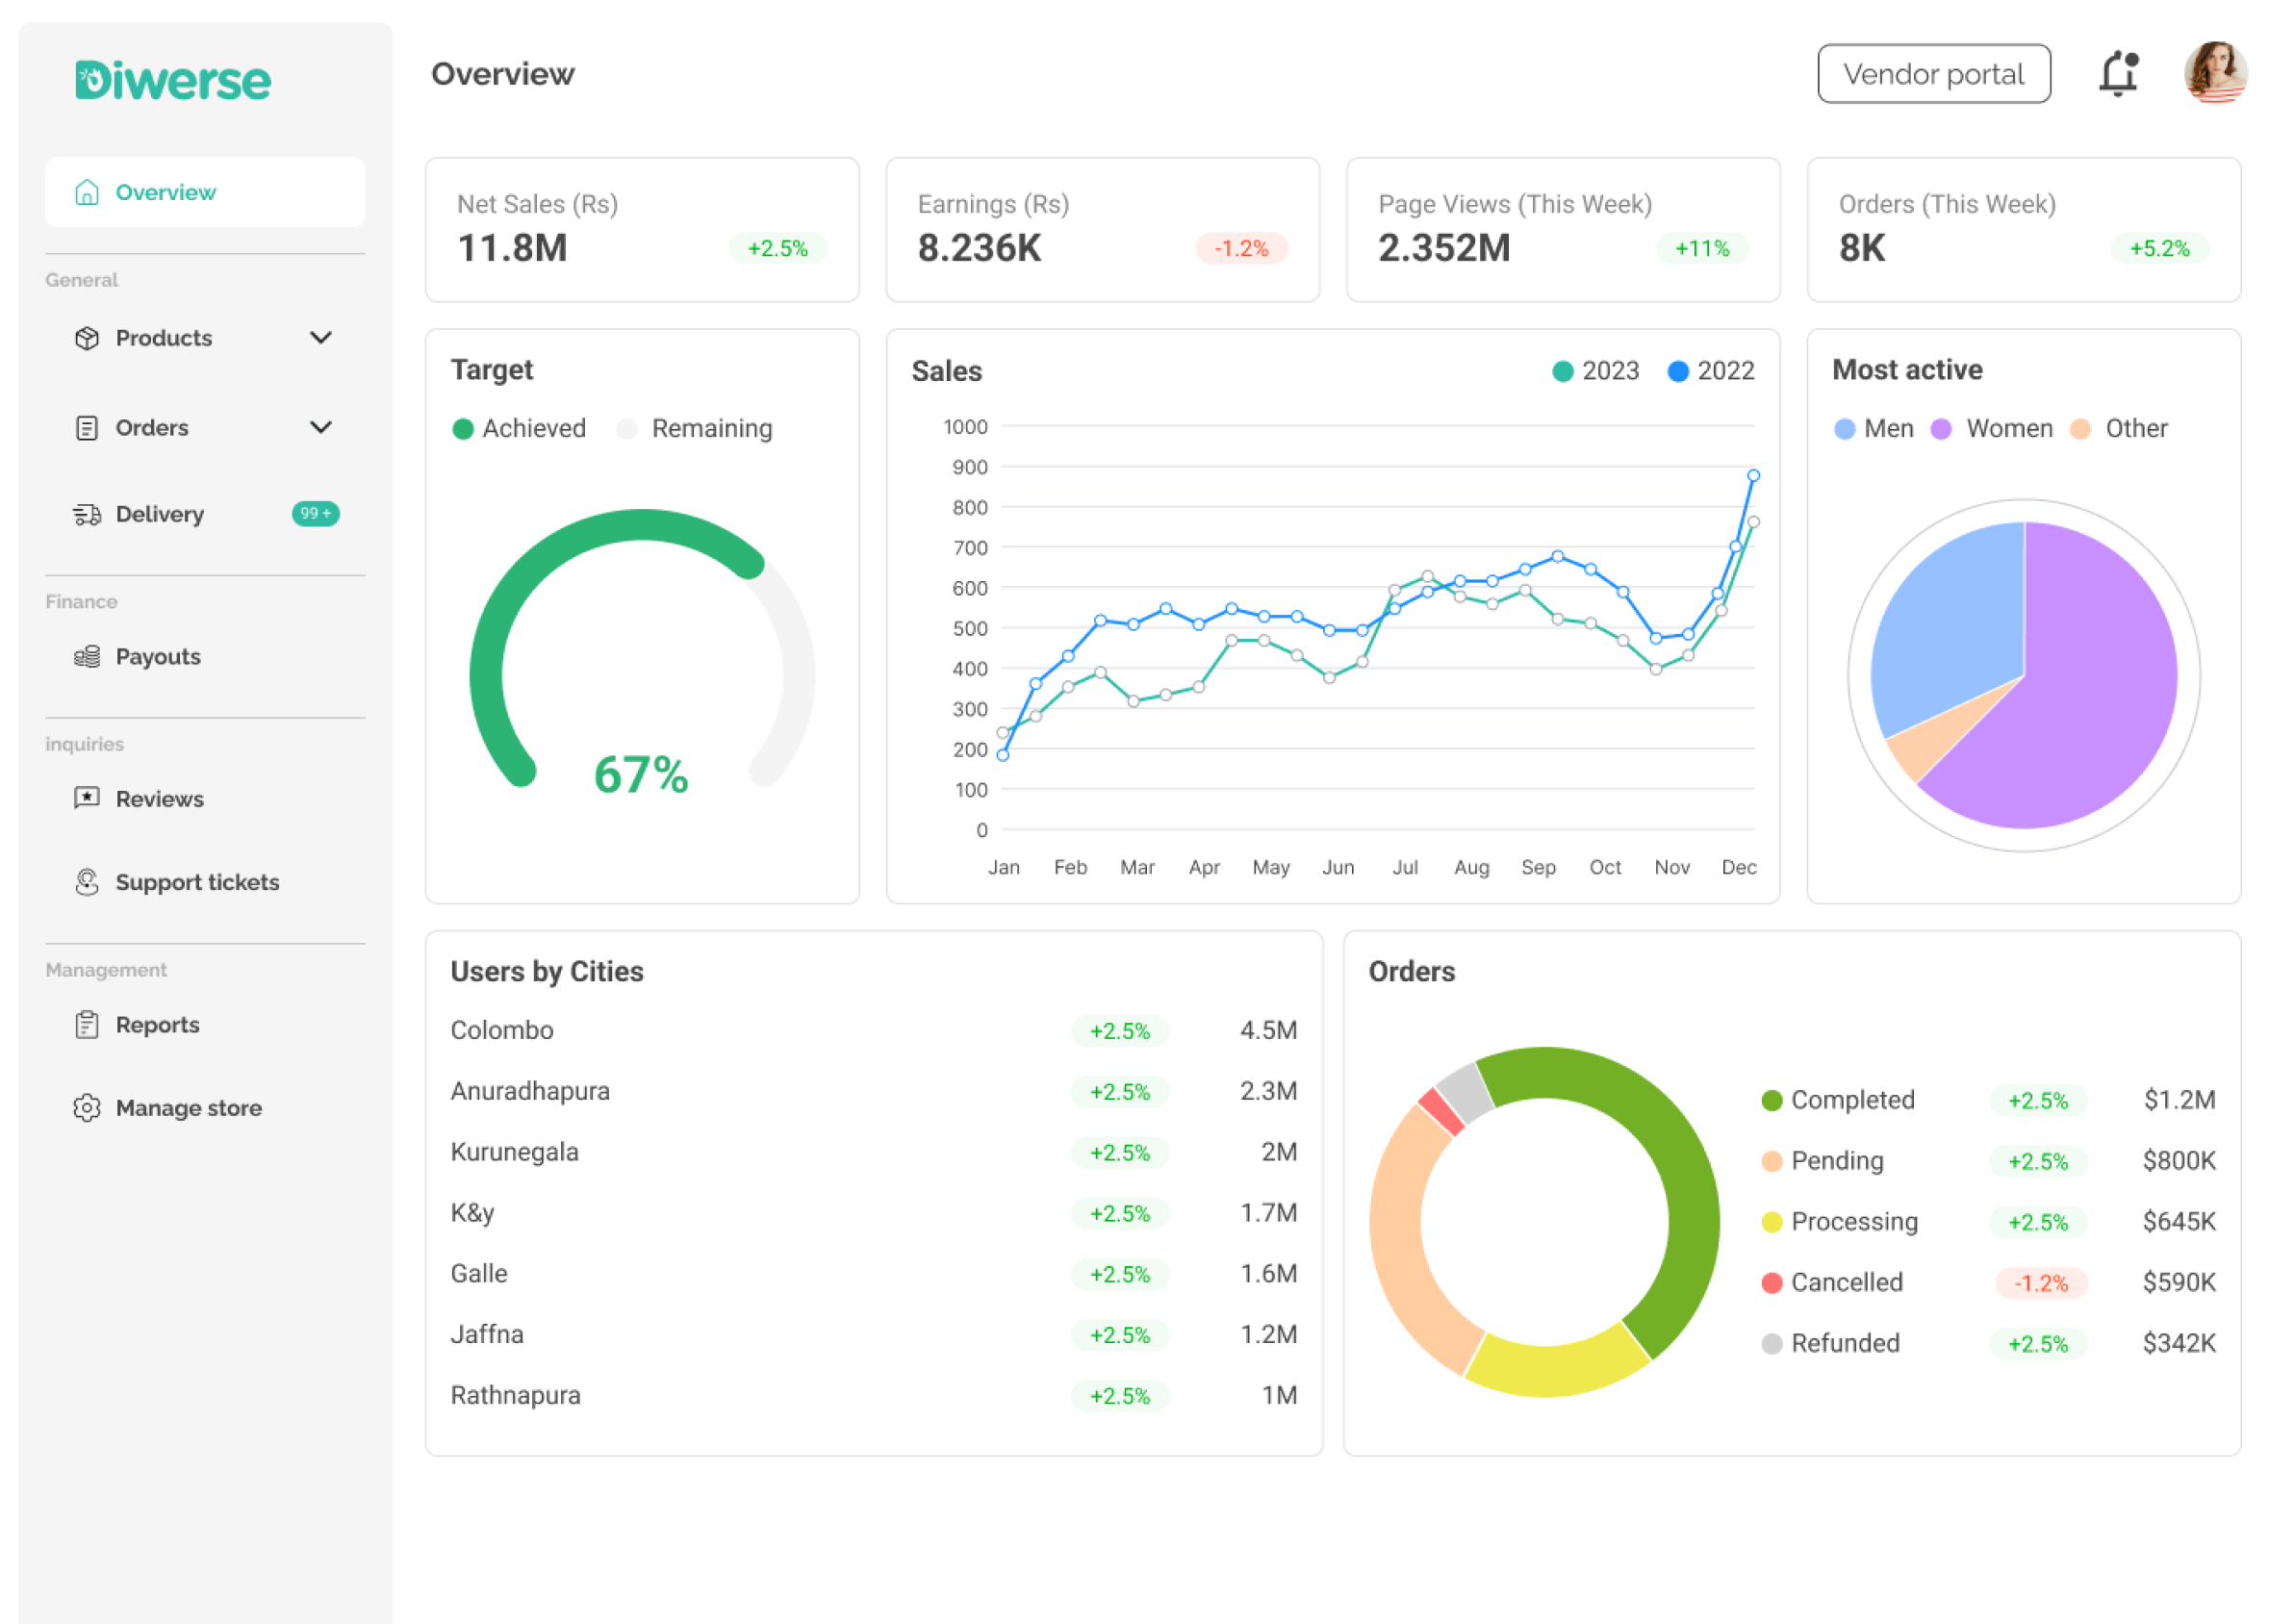 Diwerse
Overview
Vendor portal
Overview
General
Products
Orders
Delivery 99 +
Finance
Payouts
inquiries
Reviews
Support tickets
Management
Reports
Manage store
Net Sales (Rs)
11.8M +2.5%
Earnings (Rs)
8.236K -1.2%
Page Views (This Week)
2.352M +11%
Orders (This Week)
8K +5.2%
Target
Achieved Remaining
67%
Sales 2023 2022
1000
900
800
700
600
500
400
300
200
100
0
Jan Feb Mar Apr May Jun Jul Aug Sep Oct Nov Dec
Most active
Men Women Other
Users by Cities
Colombo +2.5% 4.5M
Anuradhapura +2.5% 2.3M
Kurunegala +2.5% 2M
K&y +2.5% 1.7M
Galle +2.5% 1.6M
Jaffna +2.5% 1.2M
Rathnapura +2.5% 1M
Orders
Completed +2.5% $1.2M
Pending +2.5% $800K
Processing +2.5% $645K
Cancelled -1.2% $590K
Refunded +2.5% $342K